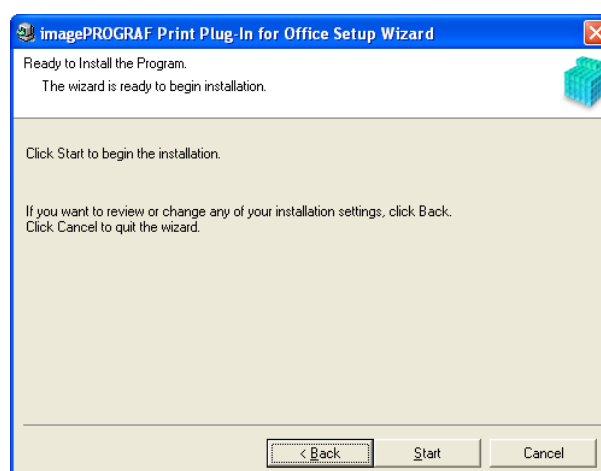 imagePROGRAF Print Plug-In for Office Setup Wizard
Ready to Install the Program.
The wizard is ready to begin installation.
Click Start to begin the installation.
If you want to review or change any of your installation settings, click Back.
Click Cancel to quit the wizard.
< Back Start Cancel